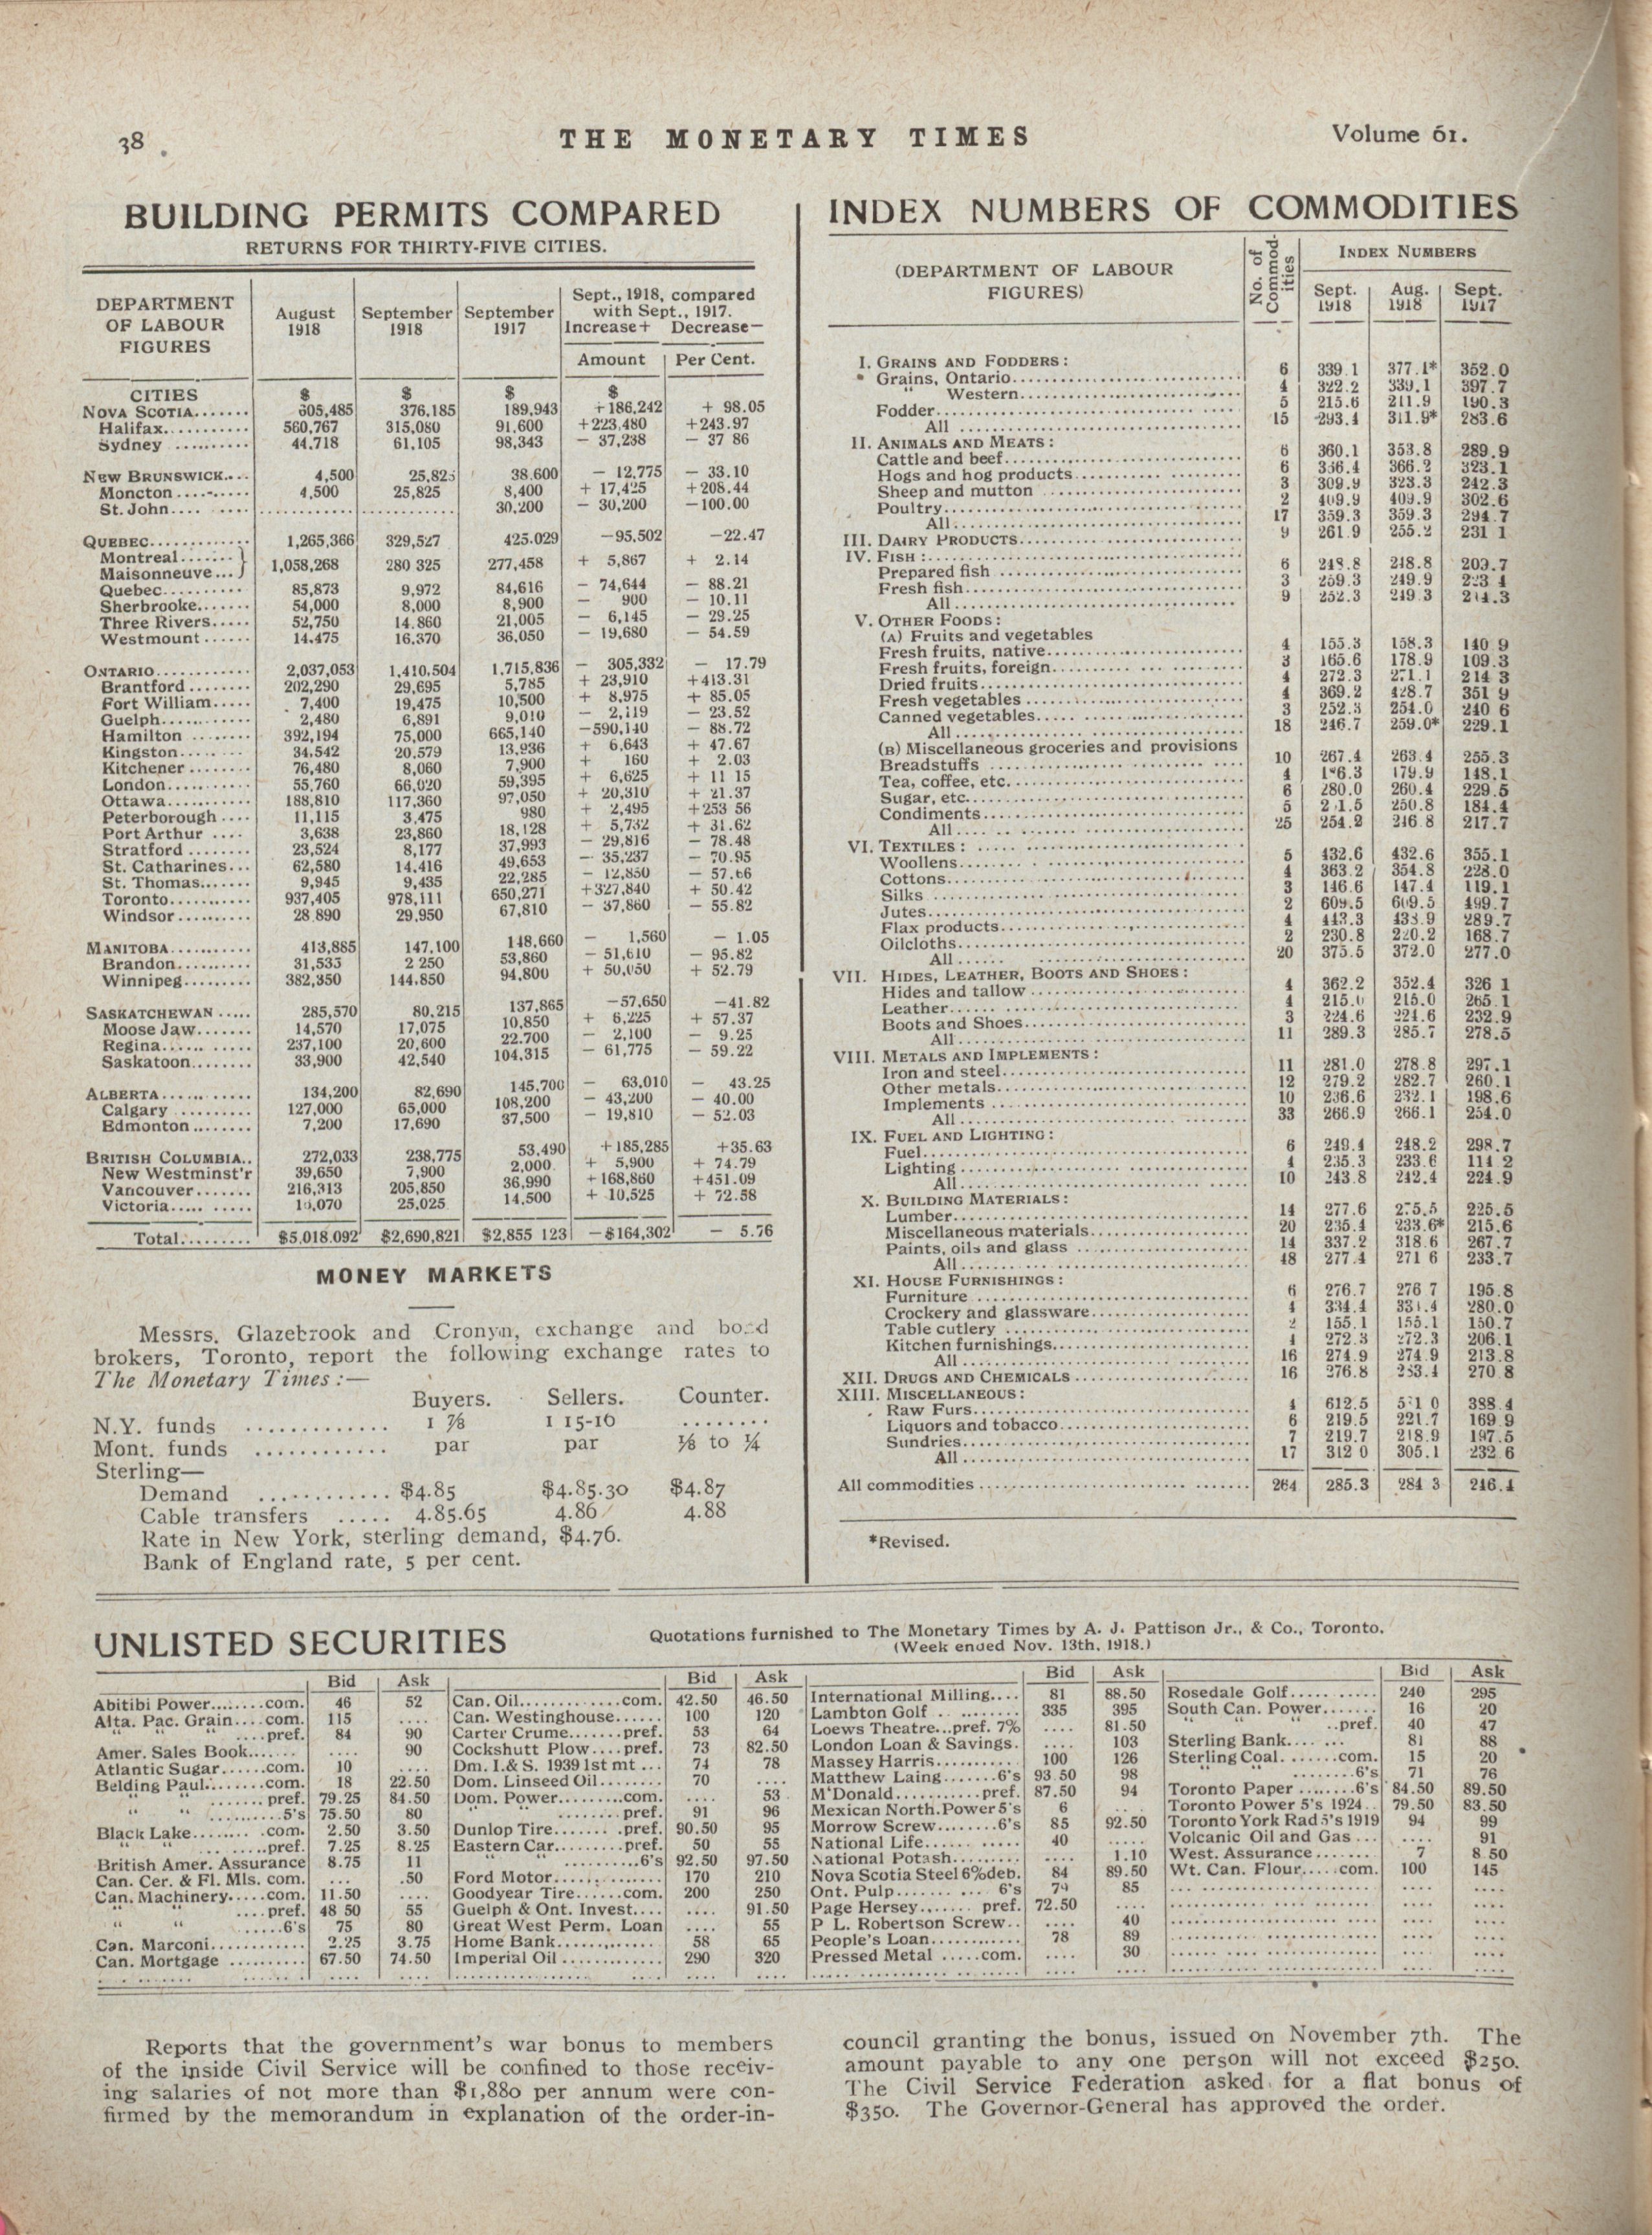 38
THE MONETARY TIMES
Volume 61.
BUILDING PERMITS COMPARED
RETURNS FOR THIRTY-FIVE CITIES.
DEPARTMENT OF LABOUR FIGURES | August 1918 | September 1918 | September 1917 | Sept., 1918, compared with Sept., 1917. Increase+ Decrease—
Amount | Per Cent.
CITIES $ $ $ $
NOVA SCOTIA....... 605,485 376.185 189,943 +186,242 + 98.05
Halifax........... 560,767 315,080 91,600 +223,480 +243.97
Sydney .......... 44,718 61,105 98,343 — 37,238 — 37 86
NEW BRUNSWICK.... 4,500 25,825 38.600 — 12,775 — 33.10
Moncton .......... 4,500 25,825 8,400 + 17,425 +208.44
St. John.... .... ............ ............ 30,200 — 30,200 —100.00
QUEBEC............. 1,265,366 329,527 425.029 —95,502 —22.47
Montreal....... } Maisonneuve... } 1,058,268 280 325 277,458 + 5,867 + 2.14
Quebec.......... 85,873 9,972 84,616 — 74,644 — 88.21
Sherbrooke....... 54,000 8,000 8,900 — 900 — 10.11
Three Rivers..... 52,750 14.860 21,005 — 6,145 — 29.25
Westmount ...... 14.475 16,370 36,050 — 19,680 — 54.59
ONTARIO............ 2,037,053 1,410,504 1,715,836 — 305,332 — 17.79
Brantford ........ 202,290 29,695 5,785 + 23,910 +413.31
Fort William..... 7,400 19,475 10,500 + 8,975 + 85.05
Guelph........... 2,480 6,891 9,010 — 2,119 — 23.52
Hamilton ........ 392,194 75,000 665,140 —590,140 — 88.72
Kingston......... 34,542 20.579 13,936 + 6,643 + 47.67
Kitchener ........ 76,480 8,060 7,900 + 160 + 2.03
London........... 55,760 66,020 59,395 + 6,625 + 11 15
Ottawa........... 188,810 117,360 97,050 + 20,310 + 21.37
Peterborough .... 11,115 3,475 980 + 2,495 +253 56
Port Arthur .... 3,638 23,860 18,128 + 5,732 + 31.62
Stratford ........ 23,524 8,177 37,993 — 29,816 — 78.48
St. Catharines... 62,580 14.416 49,653 — 35,237 — 70.95
St. Thomas....... 9,945 9,435 22,285 — 12,850 — 57.66
Toronto........... 937,405 978,111 650,271 +327,840 + 50.42
Windsor .......... 28 890 29,950 67,810 — 37,860 — 55.82
MANITOBA........... 413,885 147,100 148,660 — 1,560 — 1.05
Brandon.......... 31,535 2 250 53,860 — 51,610 — 95.82
Winnipeg......... 382,350 144.850 94,800 + 50,050 + 52.79
SASKATCHEWAN ..... 285,570 80,215 137,865 —57,650 —41.82
Moose Jaw....... 14,570 17,075 10,850 + 6,225 + 57.37
Regina........... 237,100 20,600 22.700 — 2,100 — 9.25
Saskatoon........ 33,900 42,540 104,315 — 61,775 — 59.22
ALBERTA............ 134,200 82,690 145,700 — 63,010 — 43.25
Calgary .......... 127,000 65,000 108,200 — 43,200 — 40.00
Edmonton ........ 7,200 17,690 37,500 — 19,810 — 52.03
BRITISH COLUMBIA.. 272,033 238,775 53,490 +185,285 +35.63
New Westminst'r 39,650 7,900 2,000 + 5,900 + 74.79
Vancouver....... 216,313 205,850 36,990 +168,860 +451.09
Victoria..... ..... 25,025 14,500 + 10,525 + 72.58
Total......... $5,018.092 $2,690,821 $2,855 123 —$164,302 — 5.76
MONEY MARKETS
Messrs. Glazebrook and Cronyn, exchange and bond
brokers, Toronto, report the following exchange rates to
The Monetary Times :—
Buyers. Sellers. Counter.
N.Y. funds ............. 1 ⅞ 1 15-16 ........
Mont. funds ............ par par ⅛ to ¼
Sterling—
Demand ............ $4.85 $4.85.30 $4.87
Cable transfers ..... 4.85.65 4.86 4.88
Rate in New York, sterling demand, $4.76.
Bank of England rate, 5 per cent.
INDEX NUMBERS OF COMMODITIES
(DEPARTMENT OF LABOUR FIGURES) | No. of Commodities | INDEX NUMBERS
Sept. 1918 | Aug. 1918 | Sept. 1917
I. GRAINS AND FODDERS :
Grains, Ontario.... 6 339 1 377.1* 352.0
" Western.... 4 322.2 339.1 397.7
Fodder.... 5 215.6 211.9 190.3
All .... 15 293.4 311.9* 283.6
II. ANIMALS AND MEATS :
Cattle and beef.... 6 360.1 353.8 289.9
Hogs and hog products.... 6 366.2 323.1
Sheep and mutton .... 3 309.9 323.3 242.3
Poultry.... 2 409.9 409.9 302.6
All.... 17 359.3 359.3 294.7
III. DAIRY PRODUCTS.... 9 261.9 255.2 231 1
IV. FISH :....
Prepared fish .... 6 218.8 218.8 209.7
Fresh fish.... 3 259.3 249.9 223 4
All.... 9 252.3 249 3 214.3
V. OTHER FOODS :
(A) Fruits and vegetables
Fresh fruits, native.... 4 155.3 158.3 140 9
Fresh fruits, foreign.... 3 165.6 178.9 109.3
Dried fruits.... 4 272.3 271.1 214 3
Fresh vegetables .... 4 369.2 428.7 351 9
Canned vegetables.... 3 252.3 254.0 240 6
All.... 18 246.7 259.0* 229.1
(B) Miscellaneous groceries and provisions
Breadstuffs .... 10 267.4 263.4 255.3
Tea, coffee, etc.... 4 179.9 148.1
Sugar, etc.... 6 280.0 260.4 229.5
Condiments.... 5 250.8 184.4
All.... 25 254.2 246.8 217.7
VI. TEXTILES : .....
Woollens.... 5 432.6 432.6 355.1
Cottons.... 4 363.2 354.8 228.0
Silks .... 3 146.6 147.4 119.1
Jutes.... 2 609.5 609.5 499.7
Flax products.... 4 443.3 433.9 289.7
Oilcloths.... 2 230.8 220.2 168.7
All.... 20 375.5 372.0 277.0
VII. HIDES, LEATHER, BOOTS AND SHOES :
Hides and tallow .... 4 362.2 352.4 326 1
Leather.... 4 215.0 215.0 265.1
Boots and Shoes.... 3 224.6 224.6 232.9
All.... 11 289.3 285.7 278.5
VIII. METALS AND IMPLEMENTS :
Iron and steel.... 11 281.0 278.8 297.1
Other metals.... 12 279.2 282.7 260.1
Implements .... 10 236.6 232.1 198.6
All.... 33 266.9 266.1 254.0
IX. FUEL AND LIGHTING :
Fuel.... 6 249.4 248.2 298.7
Lighting.... 4 235.3 233.6 114 2
All.... 10 243.8 242.4 224.9
X. BUILDING MATERIALS :
Lumber.... 14 277.6 275.5 225.5
Miscellaneous materials.... 20 235.4 233.6* 215.6
Paints, oils and glass .... 14 337.2 318.6 267.7
All.... 48 277.4 271 6 233.7
XI. HOUSE FURNISHINGS :
Furniture .... 6 276.7 276 7 195.8
Crockery and glassware.... 4 334.4 334.4 280.0
Table cutlery .... 2 155.1 155.1 150.7
Kitchen furnishings.... 4 272.3 272.3 206.1
All.... 16 274.9 274.9 213.8
XII. DRUGS AND CHEMICALS .... 16 276.8 270.8
XIII. MISCELLANEOUS :
Raw Furs.... 4 612.5 388.4
Liquors and tobacco.... 6 219.5 221.7 169 9
Sundries.... 7 219.7 218.9 197.5
All.... 17 312 0 305.1 232 6
All commodities .... 264 285.3 284 3 246.4
*Revised.
UNLISTED SECURITIES
Quotations furnished to The Monetary Times by A. J. Pattison Jr., & Co., Toronto.
(Week ended Nov. 13th, 1918.)
Bid | Ask
Abitibi Power........com. 46 52
Alta. Pac. Grain....com. 115 ....
" " ....pref. 84 90
Amer. Sales Book....... .... 90
Atlantic Sugar......com. 10 ....
Belding Paul........com. 18 22.50
" " .......pref. 79.25 84.50
" " ..........5's 75.50 80
Black Lake........com. 2.50 3.50
" " .......pref. 7.25 8.25
British Amer. Assurance 8.75 11
Can. Cer. & Fl. Mls. com. ... .50
Can. Machinery.....com. 11.50 ....
" " ....pref. 48 50 55
" " ......6's 75 80
Can. Marconi............ 2.25 3.75
Can. Mortgage .......... 67.50 74.50
Bid | Ask
Can. Oil.............com. 42.50 46.50
Can. Westinghouse...... 100 120
Carter Crume.......pref. 53 64
Cockshutt Plow....pref. 73 82.50
Dm. I.& S. 1939 1st mt ... 74 78
Dom. Linseed Oil........ 70 ....
Dom. Power.........com. .... 53
" " ........pref. 91 96
Dunlop Tire........pref. 90.50 95
Eastern Car.........pref. 50 55
" " ..........6's 92.50 97.50
Ford Motor............. 170 210
Goodyear Tire......com. 200 250
Guelph & Ont. Invest.... .... 91.50
Great West Perm. Loan .... 55
Home Bank............. 58 65
Imperial Oil ............. 290 320
Bid | Ask
International Milling.... 81 88.50
Lambton Golf .. ........ 335 395
Loews Theatre...pref. 7% .... 81.50
London Loan & Savings. .... 103
Massey Harris........... 100 126
Matthew Laing.......6's 93.50 98
M'Donald...........pref. 87.50 94
Mexican North.Power 5's 6 ....
Morrow Screw........6's 85 92.50
National Life...... ...... 40 .....
National Potash......... .... 1.10
Nova Scotia Steel 6% deb. 84 89.50
Ont. Pulp....... ... 6's 85
Page Hersey....... pref. 72.50 ....
P L. Robertson Screw.. .... 40
People's Loan............ 78 89
Pressed Metal .....com. .... 30
Bid | Ask
Rosedale Golf..... ...... 240 295
South Can. Power....... 16 20
" " " ..pref. 40 47
Sterling Bank.... ... 81 88
Sterling Coal........com. 15 20
" " ........6's 71 76
Toronto Paper ........6's 84.50 89.50
Toronto Power 5's 1924.. 79.50 83.50
Toronto York Rad 5's 1919 94 99
Volcanic Oil and Gas ... .... 91
West. Assurance....... 7 8 50
Wt. Can. Flour.....com. 100 145
Reports that the government's war bonus to members
of the inside Civil Service will be confined to those receiv-
ing salaries of not more than $1,880 per annum were con-
firmed by the memorandum in explanation of the order-in-
council granting the bonus, issued on November 7th. The
amount payable to any one person will not exceed $250.
The Civil Service Federation asked for a flat bonus of
$350. The Governor-General has approved the order.